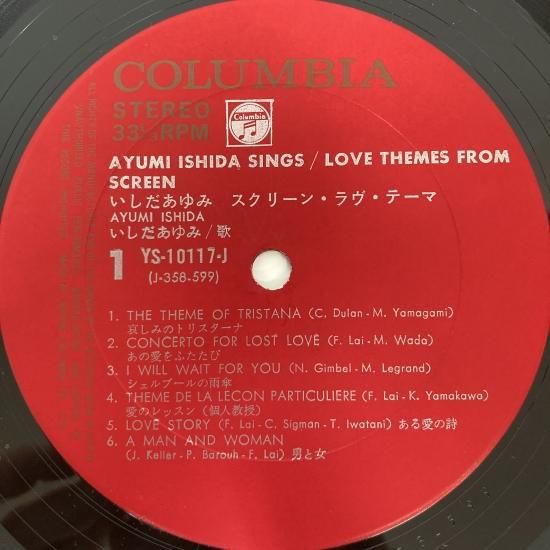 COLUMBIA
STEREO
33⅓ RPM
Columbia
AYUMI ISHIDA SINGS / LOVE THEMES FROM
SCREEN
いしだあゆみ スクリーン・ラヴ・テーマ
AYUMI ISHIDA
いしだあゆみ/歌
1 YS-10117-J
(J-358-599)
1. THE THEME OF TRISTANA (C. Dulan - M. Yamagami)
哀しみのトリスターナ
2. CONCERTO FOR LOST LOVE (F. Lai - M. Wada)
あの愛をふたたび
3. I WILL WAIT FOR YOU (N. Gimbel - M. Legrand)
シェルブールの雨傘
4. THEME DE LA LECON PARTICULIERE (F. Lai - K. Yamakawa)
愛のレッスン (個人教授)
5. LOVE STORY (F. Lai - C. Sigman - T. Iwatani) ある愛の詩
6. A MAN AND WOMAN
(J. Keller - P. Barouh - F. Lai) 男と女